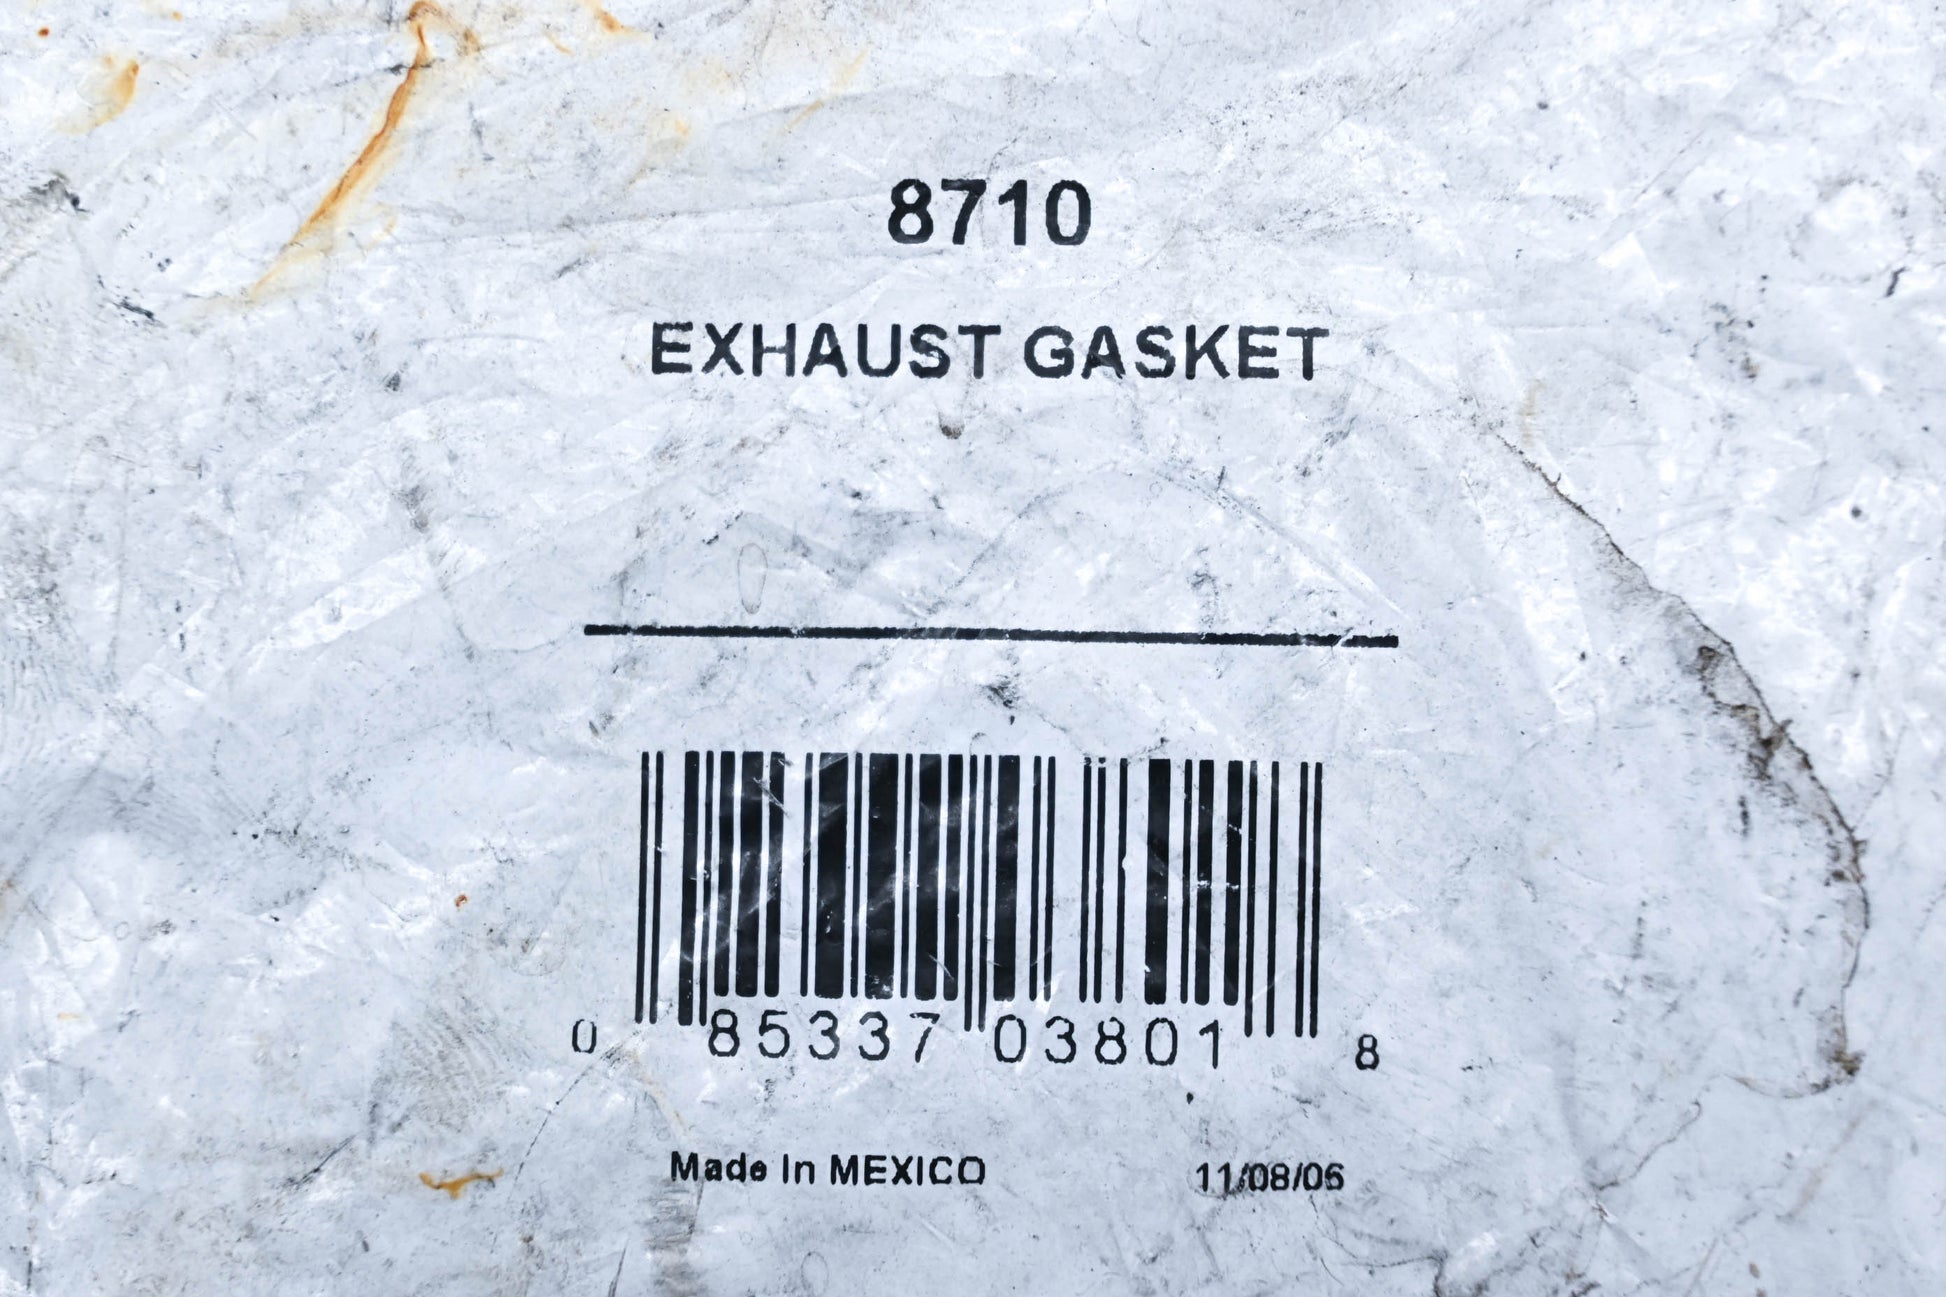 8710
EXHAUST GASKET
0 85337 03801 8
Made In MEXICO 11/08/06